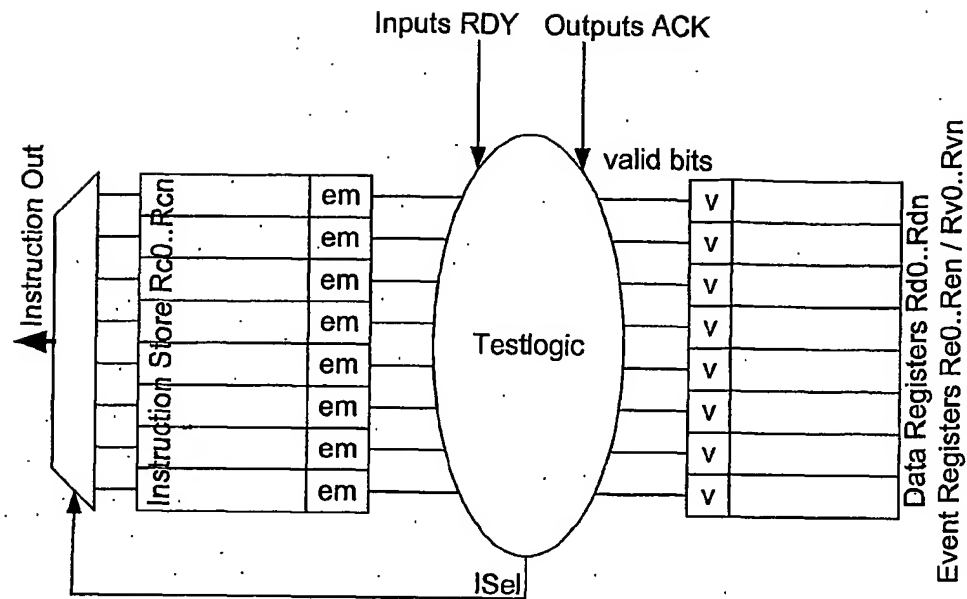 Inputs RDY Outputs ACK
valid bits
Instruction Out
Instruction Store Rc0..Rcn
em
em
em
em
em
em
em
em
Testlogic
v
v
v
v
v
v
v
v
Data Registers Rd0..Rdn
Event Registers Re0..Ren / Rv0..Rvn
ISel